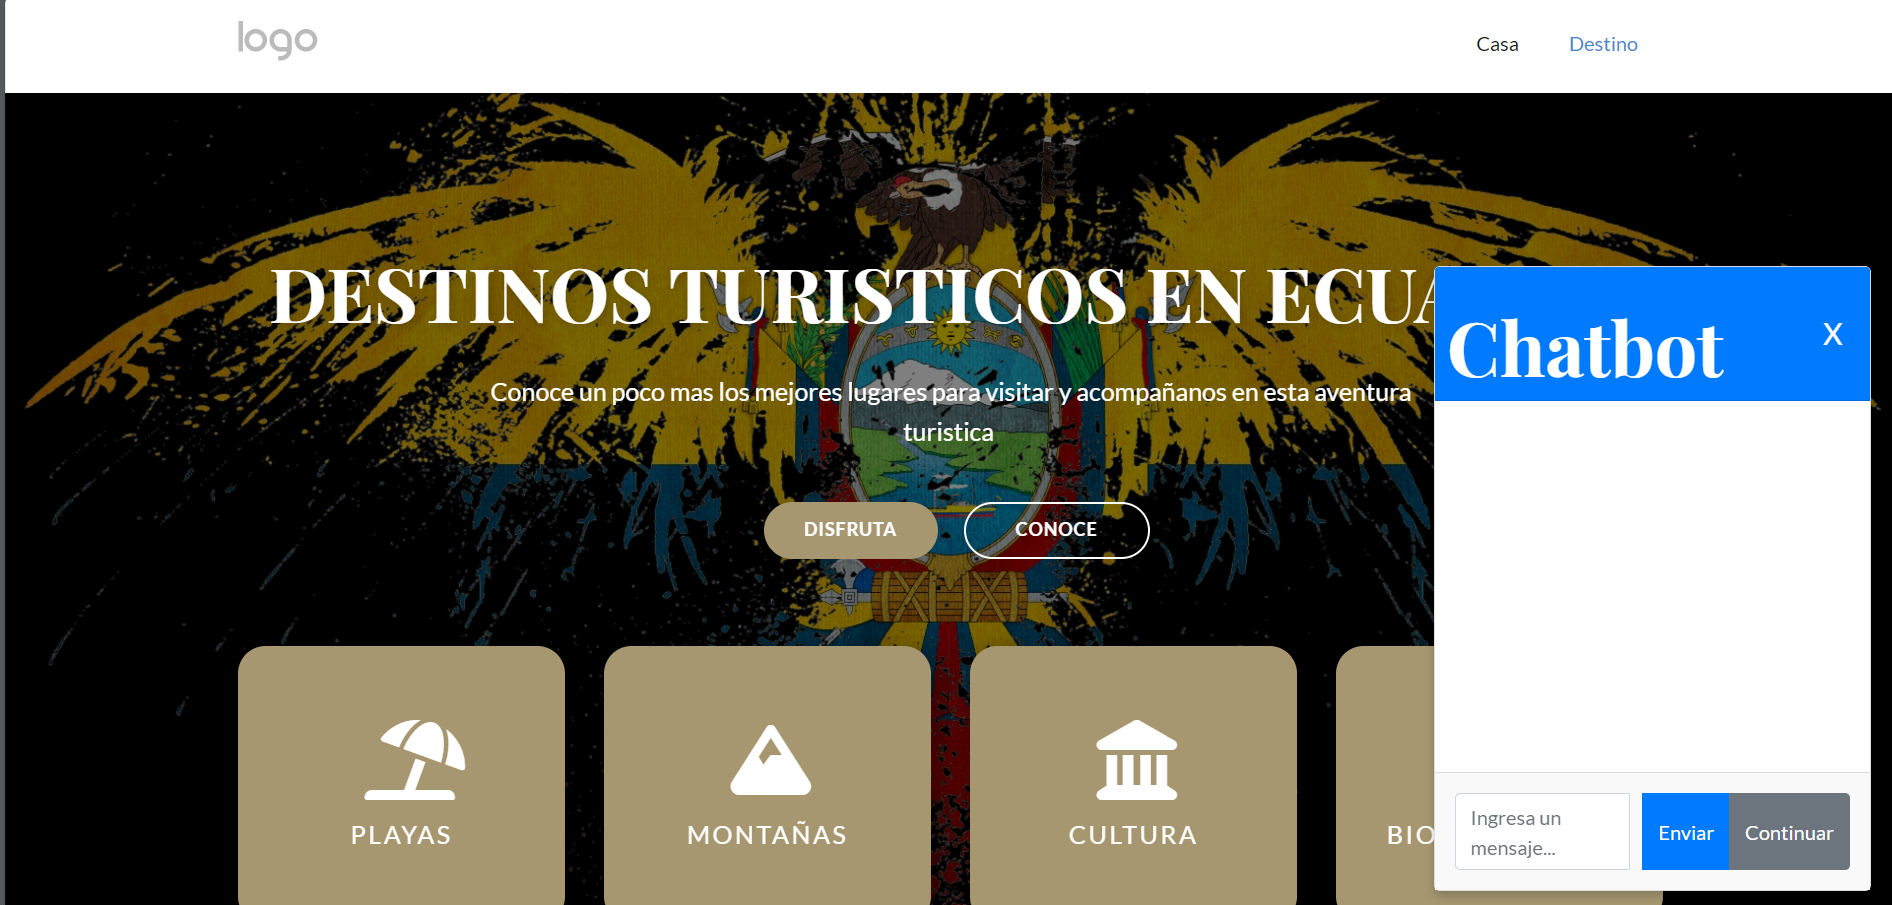 logo
Casa
Destino
DESTINOS TURISTICOS EN ECUA
Conoce un poco mas los mejores lugares para visitar y acompañanos en esta aventura
turistica
DISFRUTA
CONOCE
PLAYAS
MONTAÑAS
CULTURA
BIO
Chatbot
X
Ingresa un
mensaje...
Enviar
Continuar